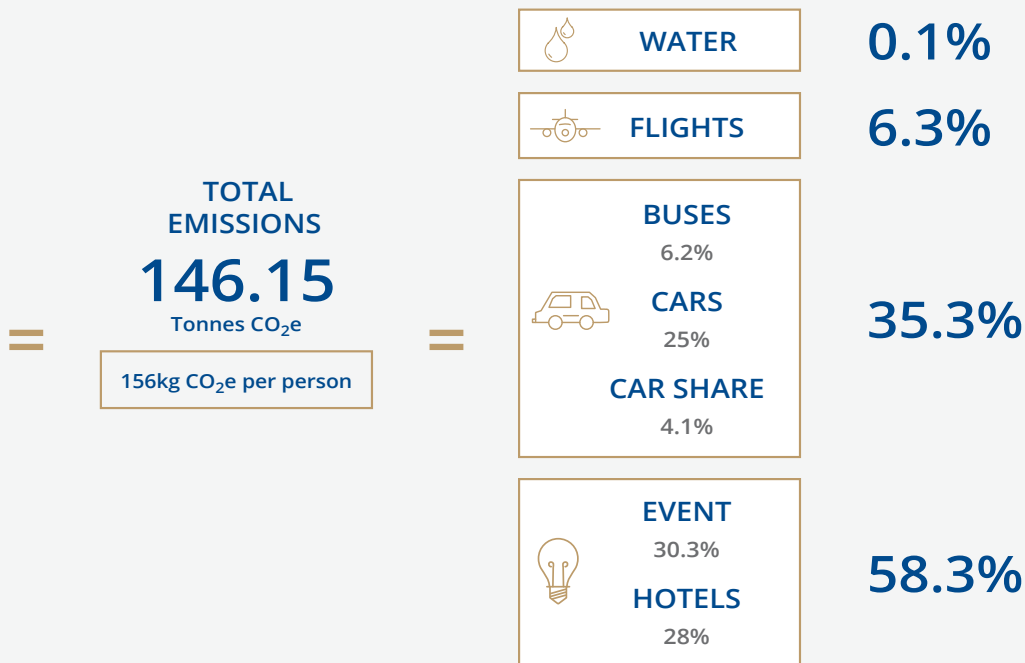 =
TOTAL
EMISSIONS
146.15
Tonnes CO₂e
156kg CO₂e per person
=
WATER
0.1%
FLIGHTS
6.3%
BUSES
6.2%
CARS
25%
CAR SHARE
4.1%
35.3%
EVENT
30.3%
HOTELS
28%
58.3%